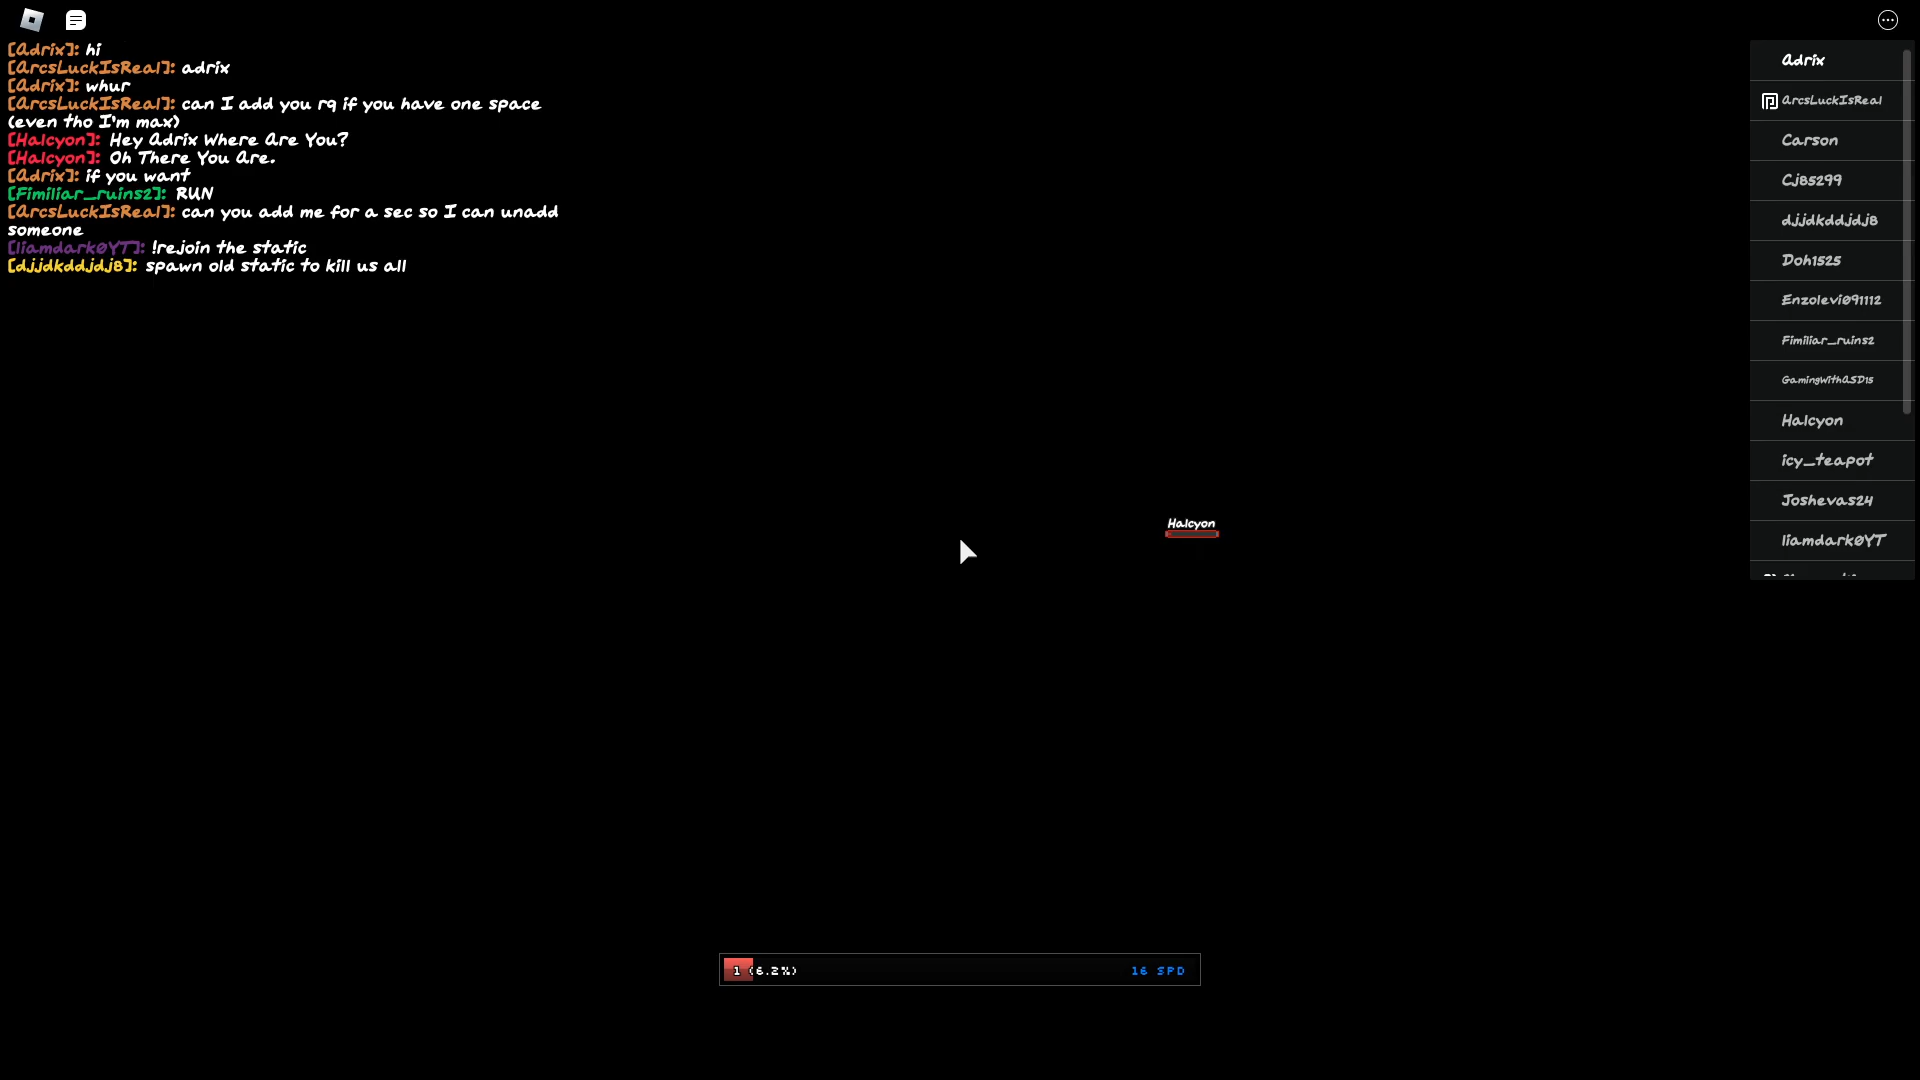 [Adrix]: hi
[ArcsLuckIsReal]: adrix
[Adrix]: whur
[ArcsLuckIsReal]: can I add you rq if you have one space
(even tho I'm max)
[Halcyon]: Hey Adrix Where Are You?
[Halcyon]: Oh There You Are.
[Adrix]: if you want
[Fimiliar_ruins2]: RUN
[ArcsLuckIsReal]: can you add me for a sec so I can unadd
someone
[liamdark0YT]: !rejoin the static
[djjdkddjdj8]: spawn old static to kill us all
Adrix
ArcsLuckIsReal
Carson
Cj85299
djjdkddjdj8
Doh1525
Enzolevi091112
Fimiliar_ruins2
GamingWithASD15
Halcyon
icy_teapot
Joshevas24
liamdark0YT
Halcyon
1 (6.2%)
16 SPD